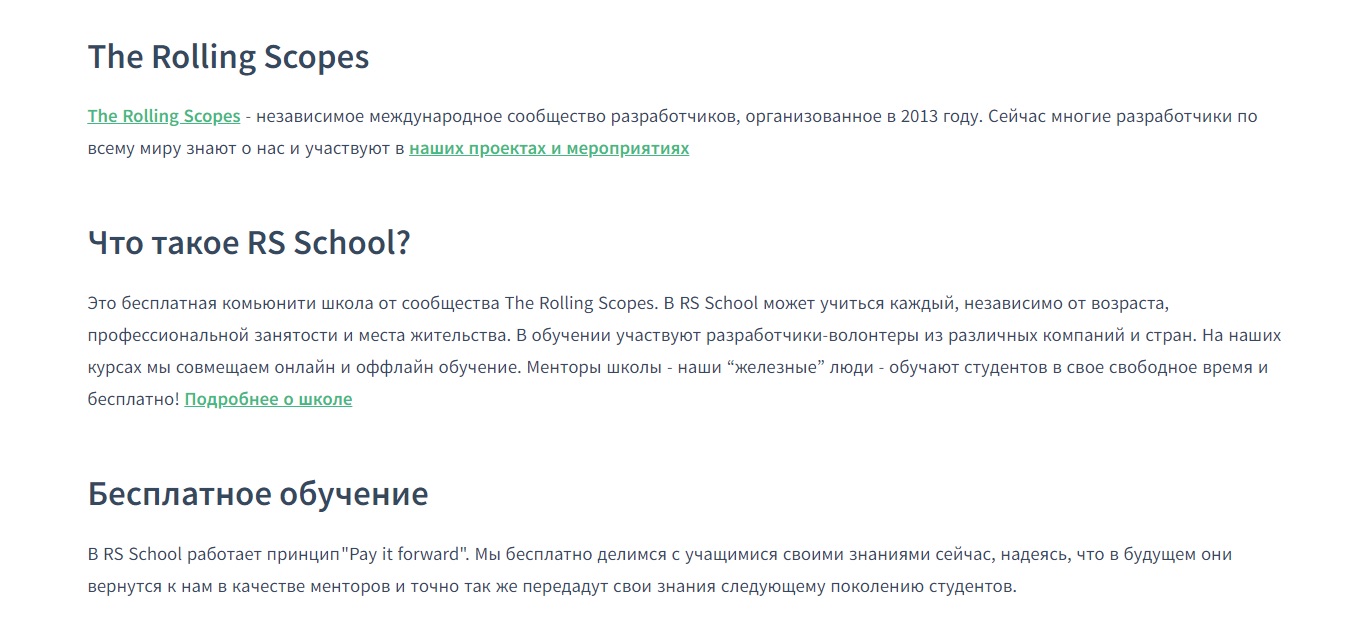 The Rolling Scopes
The Rolling Scopes - независимое международное сообщество разработчиков, организованное в 2013 году. Сейчас многие разработчики по
всему миру знают о нас и участвуют в наших проектах и мероприятиях
Что такое RS School?
Это бесплатная комьюнити школа от сообщества The Rolling Scopes. В RS School может учиться каждый, независимо от возраста,
профессиональной занятости и места жительства. В обучении участвуют разработчики-волонтеры из различных компаний и стран. На наших
курсах мы совмещаем онлайн и оффлайн обучение. Менторы школы - наши “железные” люди - обучают студентов в свое свободное время и
бесплатно! Подробнее о школе
Бесплатное обучение
В RS School работает принцип"Pay it forward". Мы бесплатно делимся с учащимися своими знаниями сейчас, надеясь, что в будущем они
вернутся к нам в качестве менторов и точно так же передадут свои знания следующему поколению студентов.